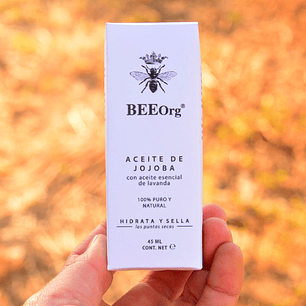 BEEOrg®
ACEITE DE
JOJOBA
con aceite esencial
de lavanda
100% PURO Y
NATURAL
HIDRATA Y SELLA
las puntas secas
45 ML
CONT. NET ℮